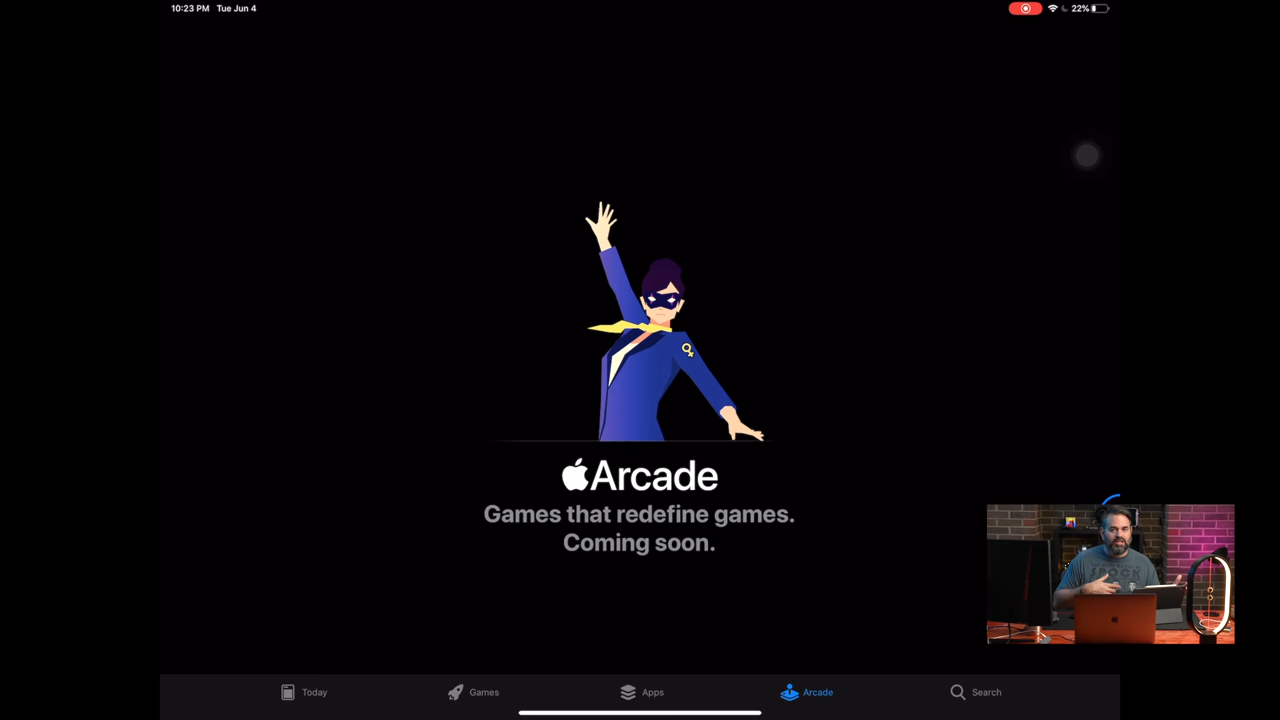 10:23 PM Tue Jun 4
22%
Arcade
Games that redefine games.
Coming soon.
SPOCK
Today
Games
Apps
Arcade
Search